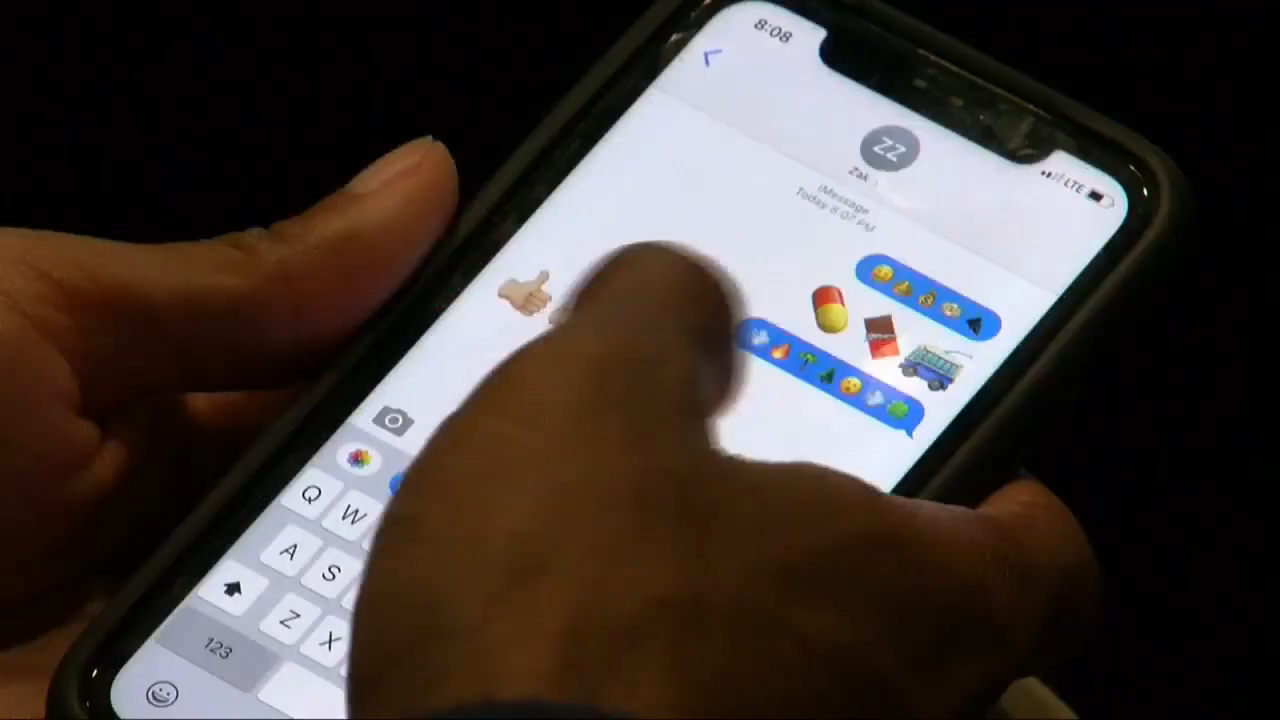 8:08
LTE
ZZ
Zak
iMessage
Today 8:07 PM
Q W
A S
Z X
123